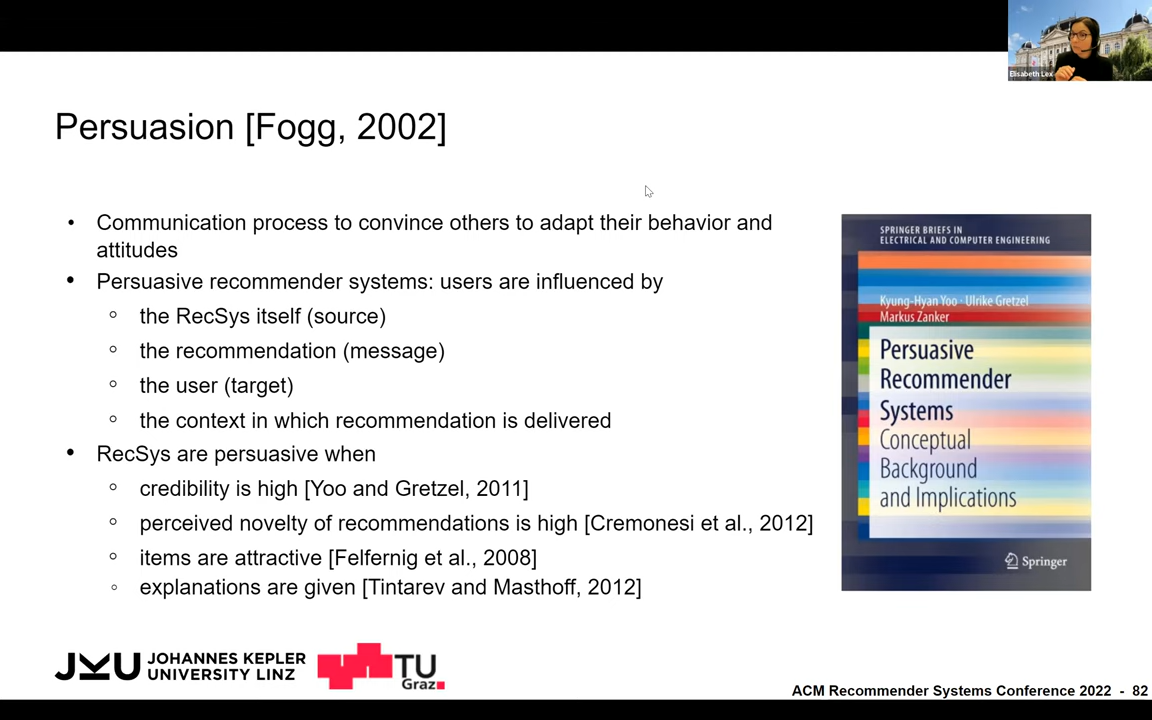 Elisabeth Lex
Persuasion [Fogg, 2002]
• Communication process to convince others to adapt their behavior and
attitudes
• Persuasive recommender systems: users are influenced by
○ the RecSys itself (source)
○ the recommendation (message)
○ the user (target)
○ the context in which recommendation is delivered
• RecSys are persuasive when
○ credibility is high [Yoo and Gretzel, 2011]
○ perceived novelty of recommendations is high [Cremonesi et al., 2012]
○ items are attractive [Felfernig et al., 2008]
○ explanations are given [Tintarev and Masthoff, 2012]
SPRINGER BRIEFS IN
ELECTRICAL AND COMPUTER ENGINEERING
Kyung-Hyan Yoo · Ulrike Gretzel
Markus Zanker
Persuasive
Recommender
Systems
Conceptual
Background
and Implications
Springer
JKU JOHANNES KEPLER
UNIVERSITY LINZ
TU
Graz
ACM Recommender Systems Conference 2022 - 82